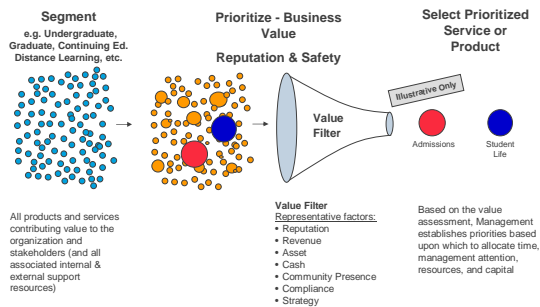 Segment
e.g. Undergraduate,
Graduate, Continuing Ed.
Distance Learning, etc.
Prioritize - Business
Value
Reputation & Safety
Select Prioritized
Service or
Product
Illustrative Only
Value
Filter
Admissions
Student
Life
All products and services
contributing value to the
organization and
stakeholders (and all
associated internal &
external support
resources)
Value Filter
Representative factors:
• Reputation
• Revenue
• Asset
• Cash
• Community Presence
• Compliance
• Strategy
Based on the value
assessment, Management
establishes priorities based
upon which to allocate time,
management attention,
resources, and capital